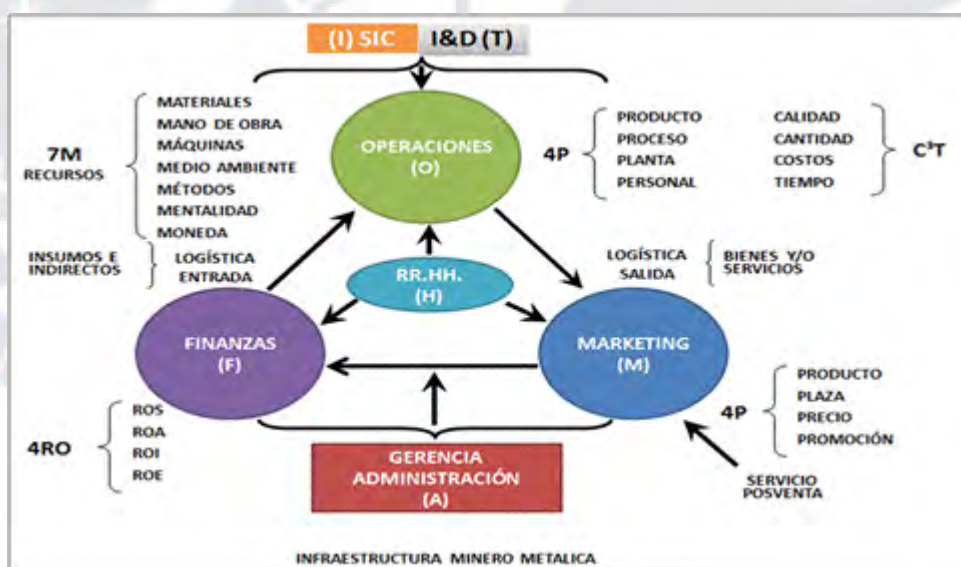 (I) SIC I&D (T)
7M
RECURSOS
MATERIALES
MANO DE OBRA
MÁQUINAS
MEDIO AMBIENTE
MÉTODOS
MENTALIDAD
MONEDA
OPERACIONES
(O)
4P
PRODUCTO
PROCESO
PLANTA
PERSONAL
CALIDAD
CANTIDAD
COSTOS
TIEMPO
C³T
INSUMOS E
INDIRECTOS
LOGÍSTICA
ENTRADA
RR.HH.
(H)
LOGÍSTICA
SALIDA
BIENES Y/O
SERVICIOS
FINANZAS
(F)
MARKETING
(M)
4RO
ROS
ROA
ROI
ROE
GERENCIA
ADMINISTRACIÓN
(A)
4P
PRODUCTO
PLAZA
PRECIO
PROMOCIÓN
SERVICIO
POSVENTA
INFRAESTRUCTURA MINERO METALICA